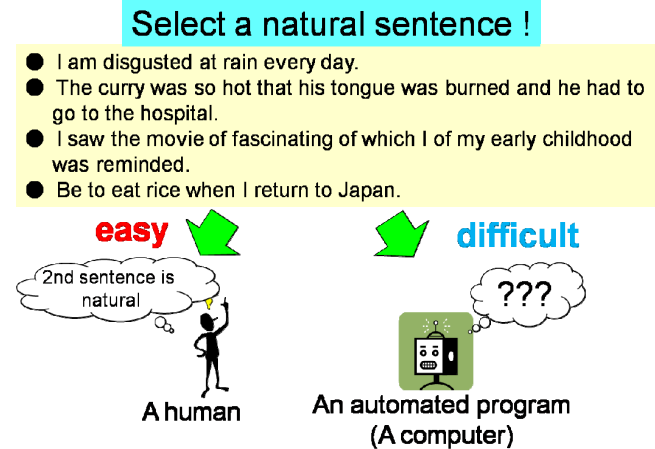 Select a natural sentence !
● I am disgusted at rain every day.
● The curry was so hot that his tongue was burned and he had to
go to the hospital.
● I saw the movie of fascinating of which I of my early childhood
was reminded.
● Be to eat rice when I return to Japan.
easy
difficult
2nd sentence is
natural
???
A human
An automated program
(A computer)